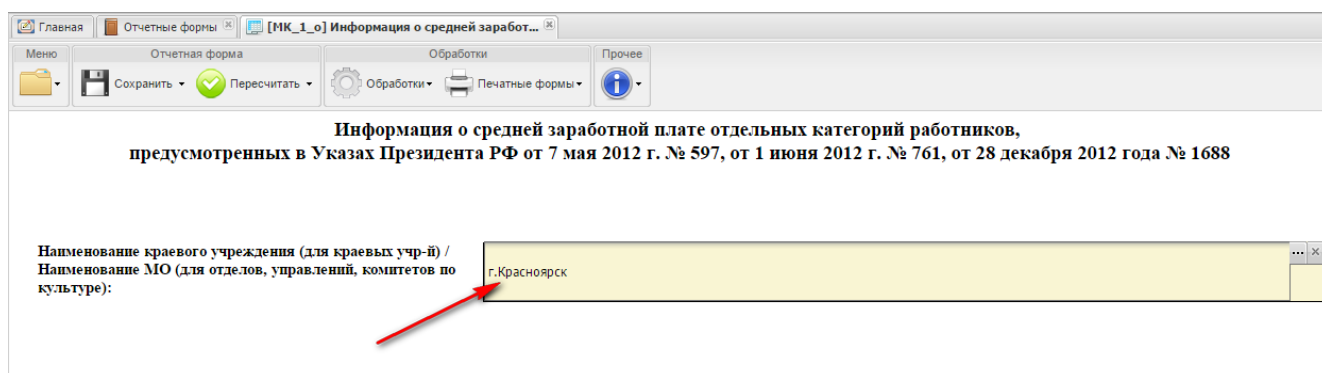 Главная Отчетные формы [МК_1_о] Информация о средней заработ...
Меню Отчетная форма Обработки Прочее
Сохранить Пересчитать Обработки Печатные формы
Информация о средней заработной плате отдельных категорий работников,
предусмотренных в Указах Президента РФ от 7 мая 2012 г. № 597, от 1 июня 2012 г. № 761, от 28 декабря 2012 года № 1688
Наименование краевого учреждения (для краевых учр-й) /
Наименование МО (для отделов, управлений, комитетов по
культуре):
г.Красноярск